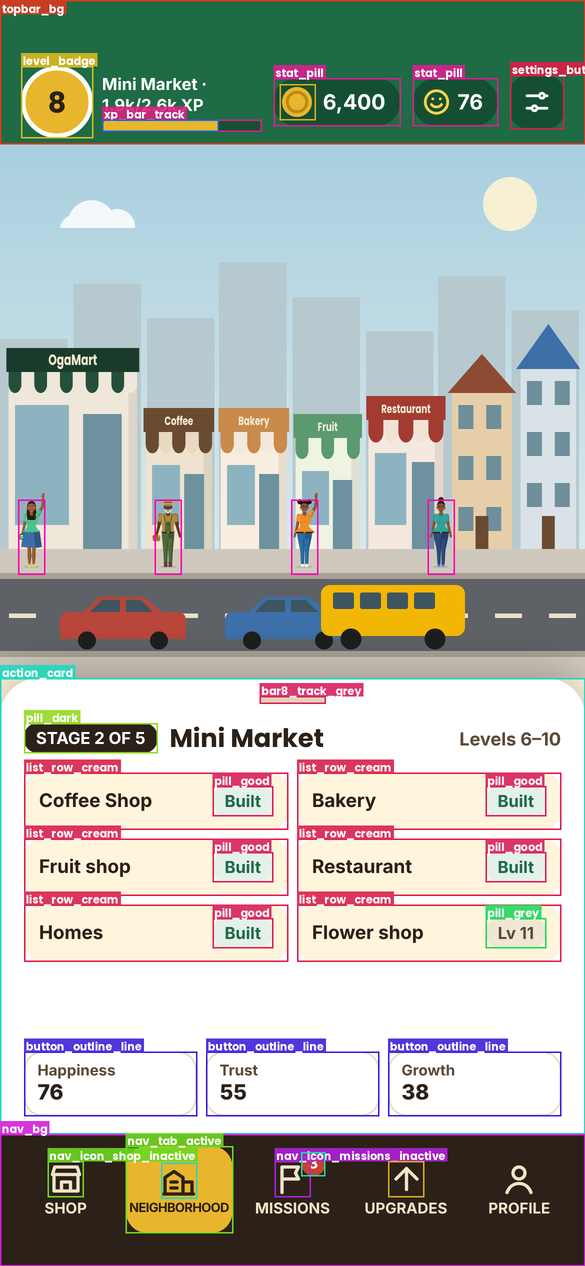 topbar_bg
level_badge
8
Mini Market ·
1.9k/2.6k XP
xp_bar_track
stat_pill
6,400
stat_pill
76
settings_but
OgaMart
Coffee
Bakery
Fruit
Restaurant
action_card
bar8_track_grey
pill_dark
STAGE 2 OF 5
Mini Market
Levels 6–10
list_row_cream
Coffee Shop
pill_good
Built
list_row_cream
Bakery
pill_good
Built
list_row_cream
Fruit shop
pill_good
Built
list_row_cream
Restaurant
pill_good
Built
list_row_cream
Homes
pill_good
Built
list_row_cream
Flower shop
pill_grey
Lv 11
button_outline_line
Happiness
76
button_outline_line
Trust
55
button_outline_line
Growth
38
nav_bg
nav_icon_shop_inactive
SHOP
nav_tab_active
NEIGHBORHOOD
nav_icon_missions_inactive
3
MISSIONS
UPGRADES
PROFILE